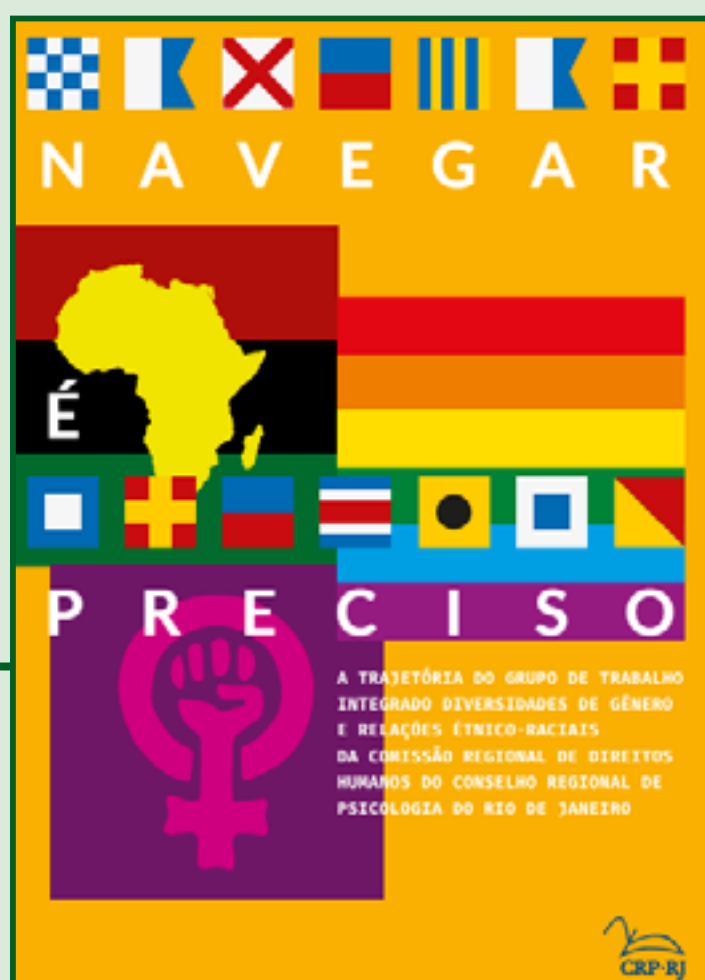 NAVEGAR
É
PRECISO
A TRAJETÓRIA DO GRUPO DE TRABALHO
INTEGRADO DIVERSIDADES DE GÊNERO
E RELAÇÕES ÉTNICO-RACIAIS
DA COMISSÃO REGIONAL DE DIREITOS
HUMANOS DO CONSELHO REGIONAL DE
PSICOLOGIA DO RIO DE JANEIRO
CRP-RJ